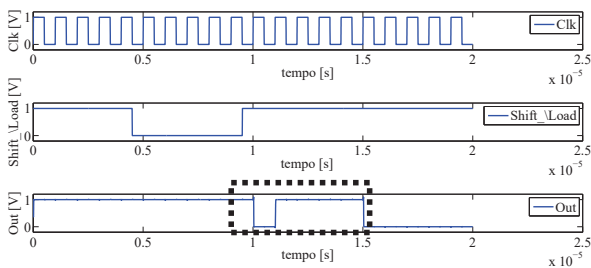 Clk [V]
1
0
Clk
0 0.5 1 1.5 2 2.5
tempo [s]
x 10⁻⁵
Shift_\Load [V]
1
0
Shift_\Load
0 0.5 1 1.5 2 2.5
tempo [s]
x 10⁻⁵
Out [V]
1
0
Out
0 0.5 1 1.5 2 2.5
tempo [s]
x 10⁻⁵